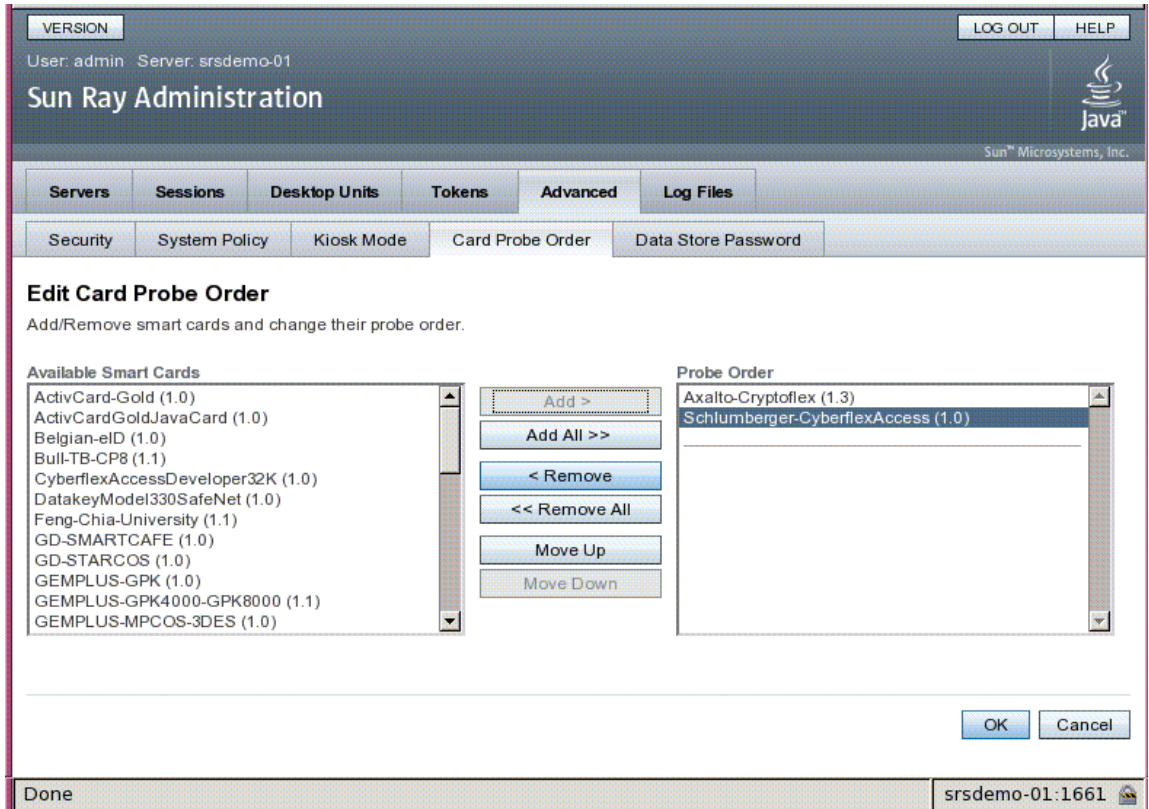 VERSION
LOG OUT HELP
User: admin Server: srsdemo-01
Sun Ray Administration
Java™
Sun™ Microsystems, Inc.
Servers Sessions Desktop Units Tokens Advanced Log Files
Security System Policy Kiosk Mode Card Probe Order Data Store Password
Edit Card Probe Order
Add/Remove smart cards and change their probe order.
Available Smart Cards
ActivCard-Gold (1.0)
ActivCardGoldJavaCard (1.0)
Belgian-eID (1.0)
Bull-TB-CP8 (1.1)
CyberflexAccessDeveloper32K (1.0)
DatakeyModel330SafeNet (1.0)
Feng-Chia-University (1.1)
GD-SMARTCAFE (1.0)
GD-STARCOS (1.0)
GEMPLUS-GPK (1.0)
GEMPLUS-GPK4000-GPK8000 (1.1)
GEMPLUS-MPCOS-3DES (1.0)
Add >
Add All >>
< Remove
<< Remove All
Move Up
Move Down
Probe Order
Axalto-Cryptoflex (1.3)
Schlumberger-CyberflexAccess (1.0)
OK Cancel
Done
srsdemo-01:1661